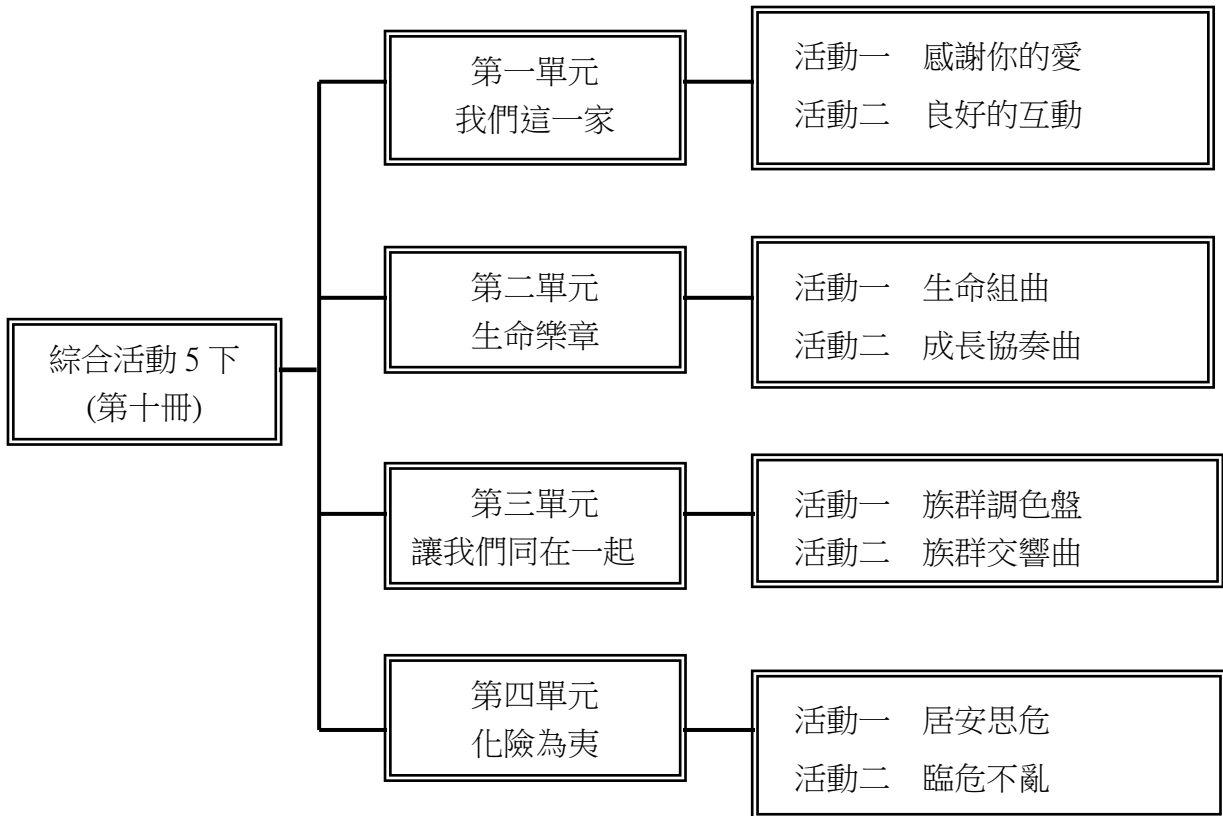 綜合活動 5 下
(第十冊)
第一單元
我們這一家
活動一　感謝你的愛
活動二　良好的互動
第二單元
生命樂章
活動一　生命組曲
活動二　成長協奏曲
第三單元
讓我們同在一起
活動一　族群調色盤
活動二　族群交響曲
第四單元
化險為夷
活動一　居安思危
活動二　臨危不亂